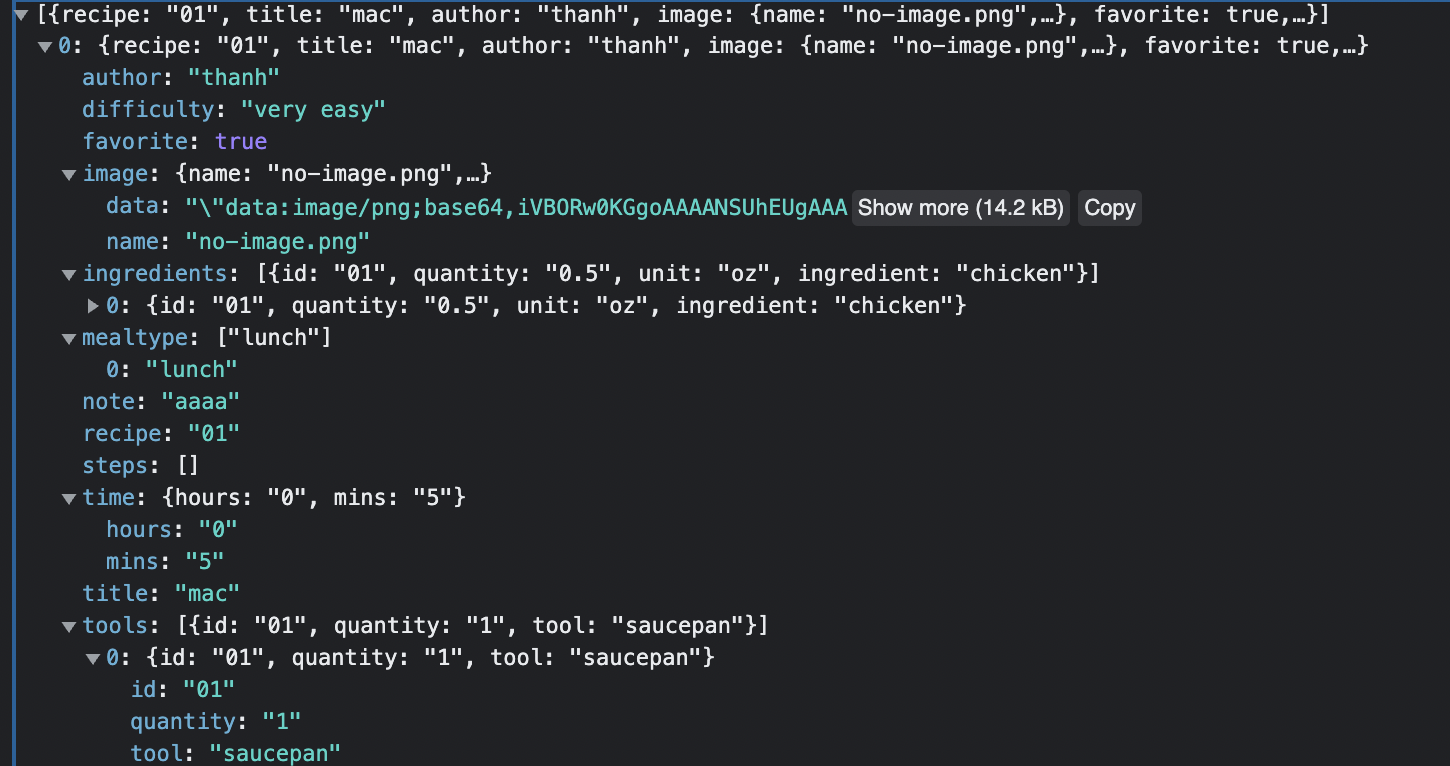 [{recipe: "01", title: "mac", author: "thanh", image: {name: "no-image.png",…}, favorite: true,…}]
0: {recipe: "01", title: "mac", author: "thanh", image: {name: "no-image.png",…}, favorite: true,…}
author: "thanh"
difficulty: "very easy"
favorite: true
image: {name: "no-image.png",…}
data: "\"data:image/png;base64,iVBORw0KGgoAAAANSUhEUgAAA Show more (14.2 kB) Copy
name: "no-image.png"
ingredients: [{id: "01", quantity: "0.5", unit: "oz", ingredient: "chicken"}]
0: {id: "01", quantity: "0.5", unit: "oz", ingredient: "chicken"}
mealtype: ["lunch"]
0: "lunch"
note: "aaaa"
recipe: "01"
steps: []
time: {hours: "0", mins: "5"}
hours: "0"
mins: "5"
title: "mac"
tools: [{id: "01", quantity: "1", tool: "saucepan"}]
0: {id: "01", quantity: "1", tool: "saucepan"}
id: "01"
quantity: "1"
tool: "saucepan"